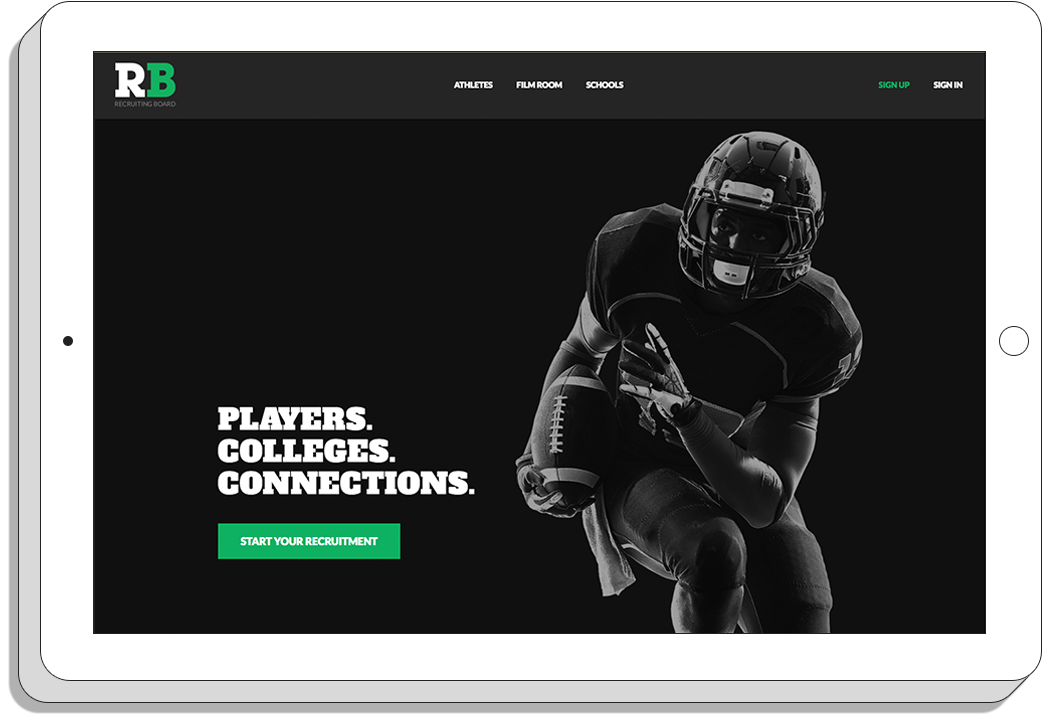 RB
RECRUITING BOARD
ATHLETES FILM ROOM SCHOOLS SIGN UP SIGN IN
PLAYERS.
COLLEGES.
CONNECTIONS.
START YOUR RECRUITMENT